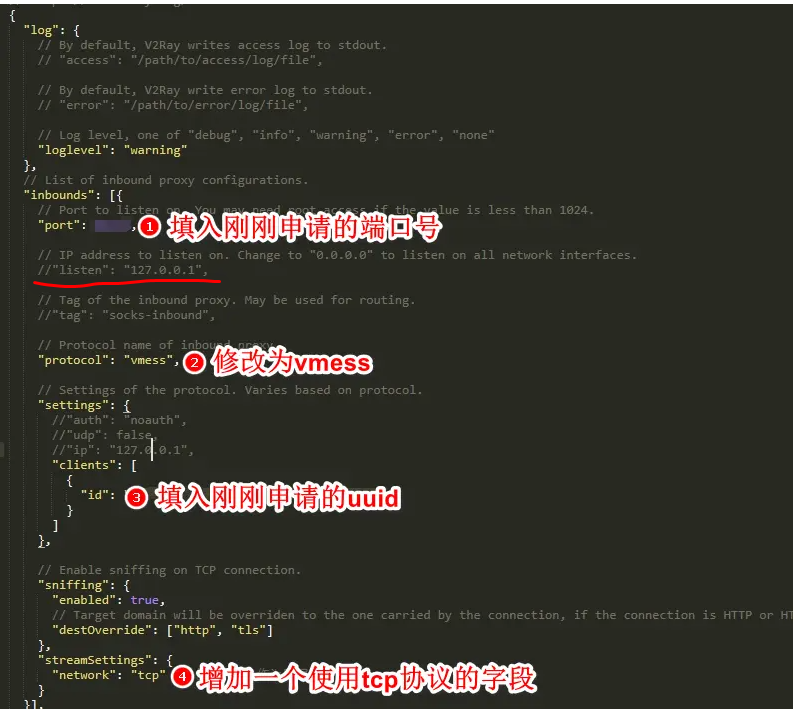 {
"log": {
// By default, V2Ray writes access log to stdout.
// "access": "/path/to/access/log/file",
// By default, V2Ray write error log to stdout.
// "error": "/path/to/error/log/file",
// Log level, one of "debug", "info", "warning", "error", "none"
"loglevel": "warning"
},
// List of inbound proxy configurations.
"inbounds": [{
// Port to listen on. You may need root access if the value is less than 1024.
"port": , 1 填入刚刚申请的端口号
// IP address to listen on. Change to "0.0.0.0" to listen on all network interfaces.
//"listen": "127.0.0.1",
// Tag of the inbound proxy. May be used for routing.
//"tag": "socks-inbound",
// Protocol name of inbound proxy.
"protocol": "vmess", 2 修改为vmess
// Settings of the protocol. Varies based on protocol.
"settings": {
//"auth": "noauth",
//"udp": false,
//"ip": "127.0.0.1",
"clients": [
{
"id": 3 填入刚刚申请的uuid
}
]
},
// Enable sniffing on TCP connection.
"sniffing": {
"enabled": true,
// Target domain will be overriden to the one carried by the connection, if the connection is HTTP or HT
"destOverride": ["http", "tls"]
},
"streamSettings": {
"network": "tcp" 4 增加一个使用tcp协议的字段
}
}],